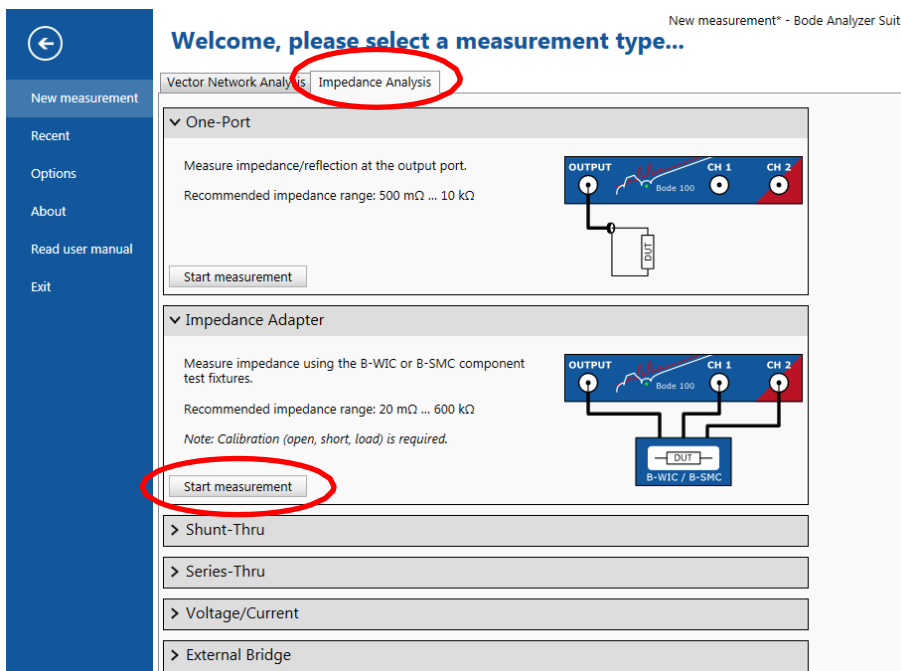 New measurement* - Bode Analyzer Suit
Welcome, please select a measurement type...
Vector Network Analysis Impedance Analysis
New measurement
Recent
Options
About
Read user manual
Exit
One-Port
Measure impedance/reflection at the output port.
Recommended impedance range: 500 mΩ ... 10 kΩ
OUTPUT CH 1 CH 2
Bode 100
DUT
Start measurement
Impedance Adapter
Measure impedance using the B-WIC or B-SMC component
test fixtures.
Recommended impedance range: 20 mΩ ... 600 kΩ
Note: Calibration (open, short, load) is required.
OUTPUT CH 1 CH 2
Bode 100
DUT
B-WIC / B-SMC
Start measurement
Shunt-Thru
Series-Thru
Voltage/Current
External Bridge